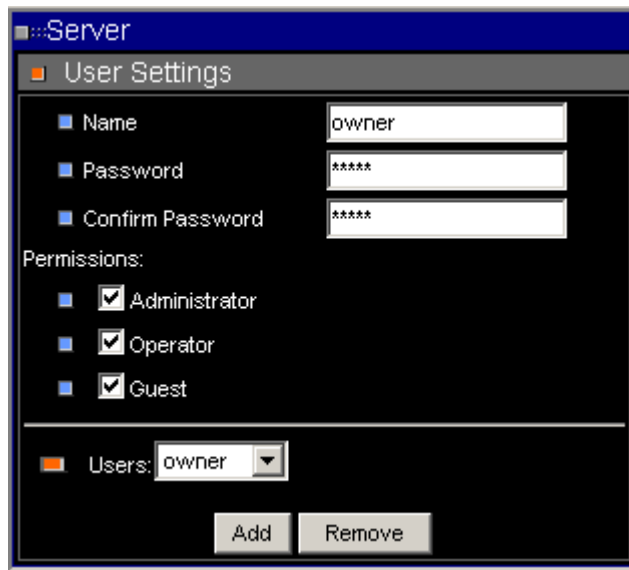 Server
User Settings
Name owner
Password *****
Confirm Password *****
Permissions:
Administrator
Operator
Guest
Users: owner
Add Remove